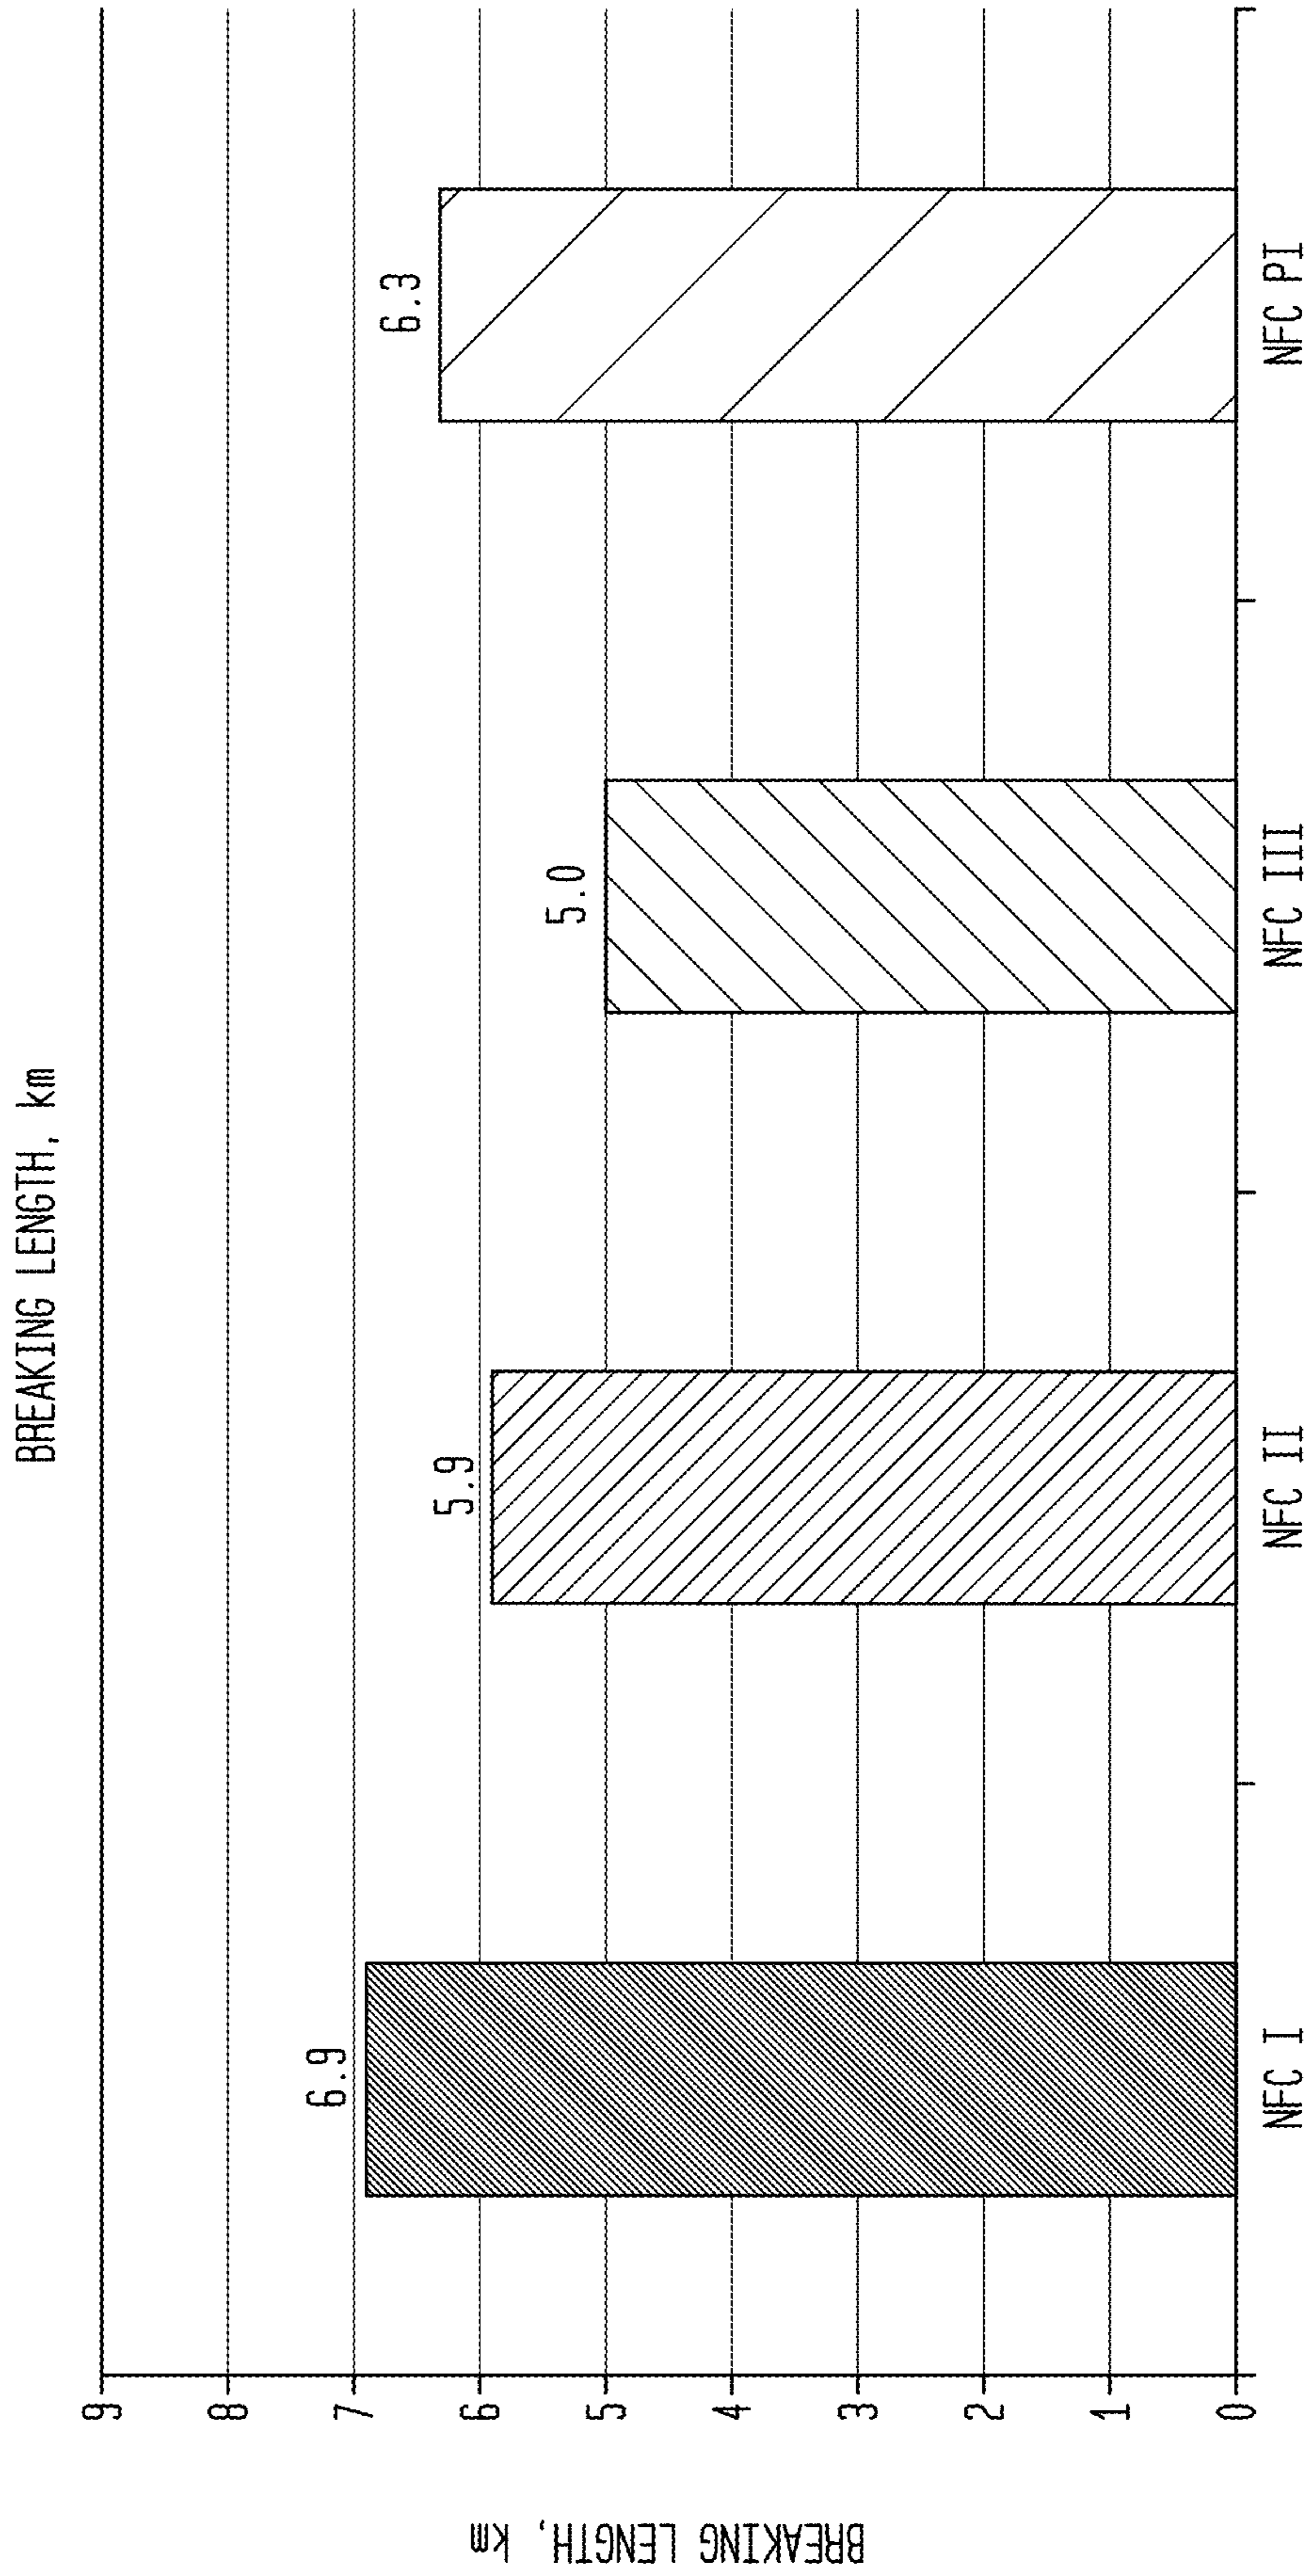 BREAKING LENGTH, km
BREAKING LENGTH, km
9
8
7
6
5
4
3
2
1
0
6.9
5.9
5.0
6.3
NFC I
NFC II
NFC III
NFC PI